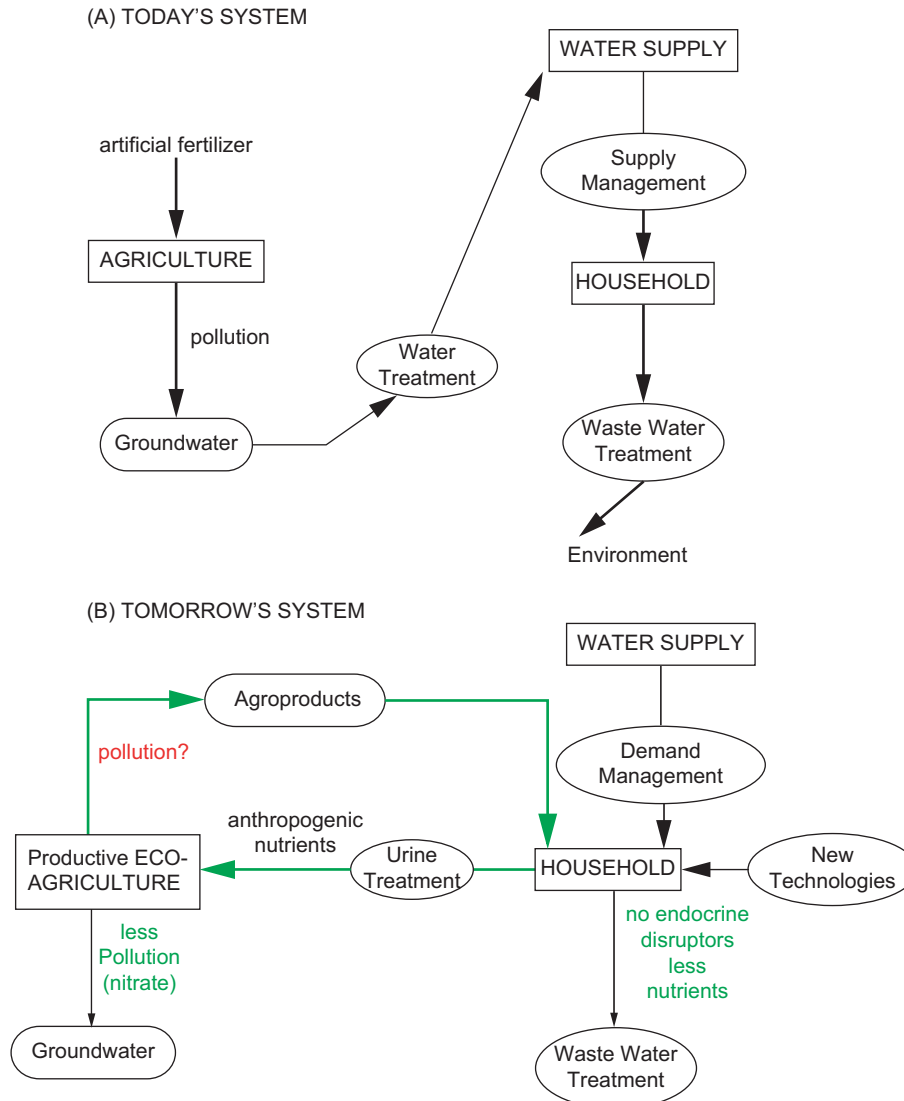 (A) TODAY'S SYSTEM
WATER SUPPLY
artificial fertilizer
Supply
Management
AGRICULTURE
HOUSEHOLD
pollution
Water
Treatment
Groundwater
Waste Water
Treatment
Environment
(B) TOMORROW'S SYSTEM
WATER SUPPLY
Agroproducts
pollution?
Demand
Management
anthropogenic
nutrients
Productive ECO-
AGRICULTURE
Urine
Treatment
HOUSEHOLD
New
Technologies
less
Pollution
(nitrate)
no endocrine
disruptors
less
nutrients
Groundwater
Waste Water
Treatment